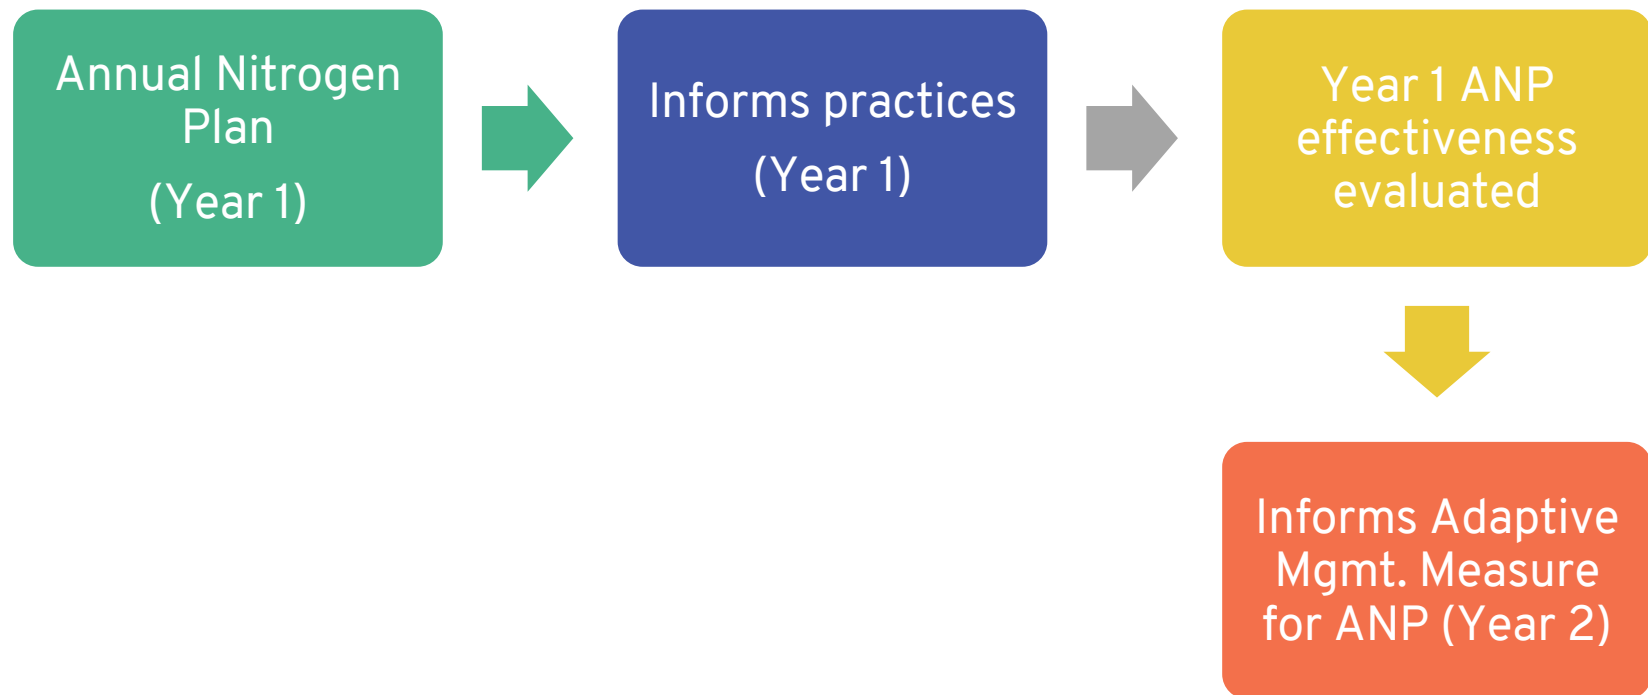 Annual Nitrogen
Plan
(Year 1)
Informs practices
(Year 1)
Year 1 ANP
effectiveness
evaluated
Informs Adaptive
Mgmt. Measure
for ANP (Year 2)